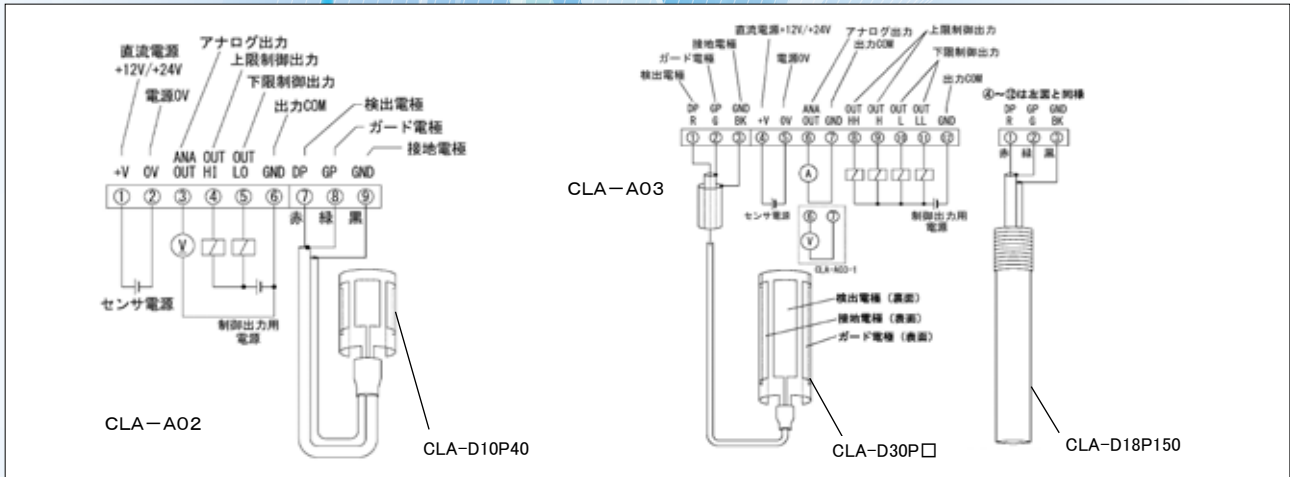 直流電源
+12V/+24V
電源0V
アナログ出力
上限制御出力
下限制御出力
出力COM
検出電極
ガード電極
接地電極
+V 0V ANA OUT OUT HI OUT LO GND DP GP GND
① ② ③ ④ ⑤ ⑥ ⑦ ⑧ ⑨
赤 緑 黒
V
センサ電源
制御出力用
電源
CLA-A02
CLA-D10P40
CLA-A03
直流電源+12V/+24V
接地電極
ガード電極
検出電極
電源0V
アナログ出力
出力COM
上限制御出力
下限制御出力
出力COM
DP R GP G GND BK +V 0V ANA OUT GND OUT HH OUT H OUT L OUT LL GND
① ② ③ ④ ⑤ ⑥ ⑦ ⑧ ⑨ ⑩ ⑪ ⑫
A
センサ電源
制御出力用
電源
⑥ ⑦
V
CLA-A03-1
検出電極（裏面）
接地電極（表面）
ガード電極（表面）
CLA-D30P□
④～⑫は左図と同様
DP R GP G GND BK
① ② ③
赤 緑 黒
CLA-D18P150